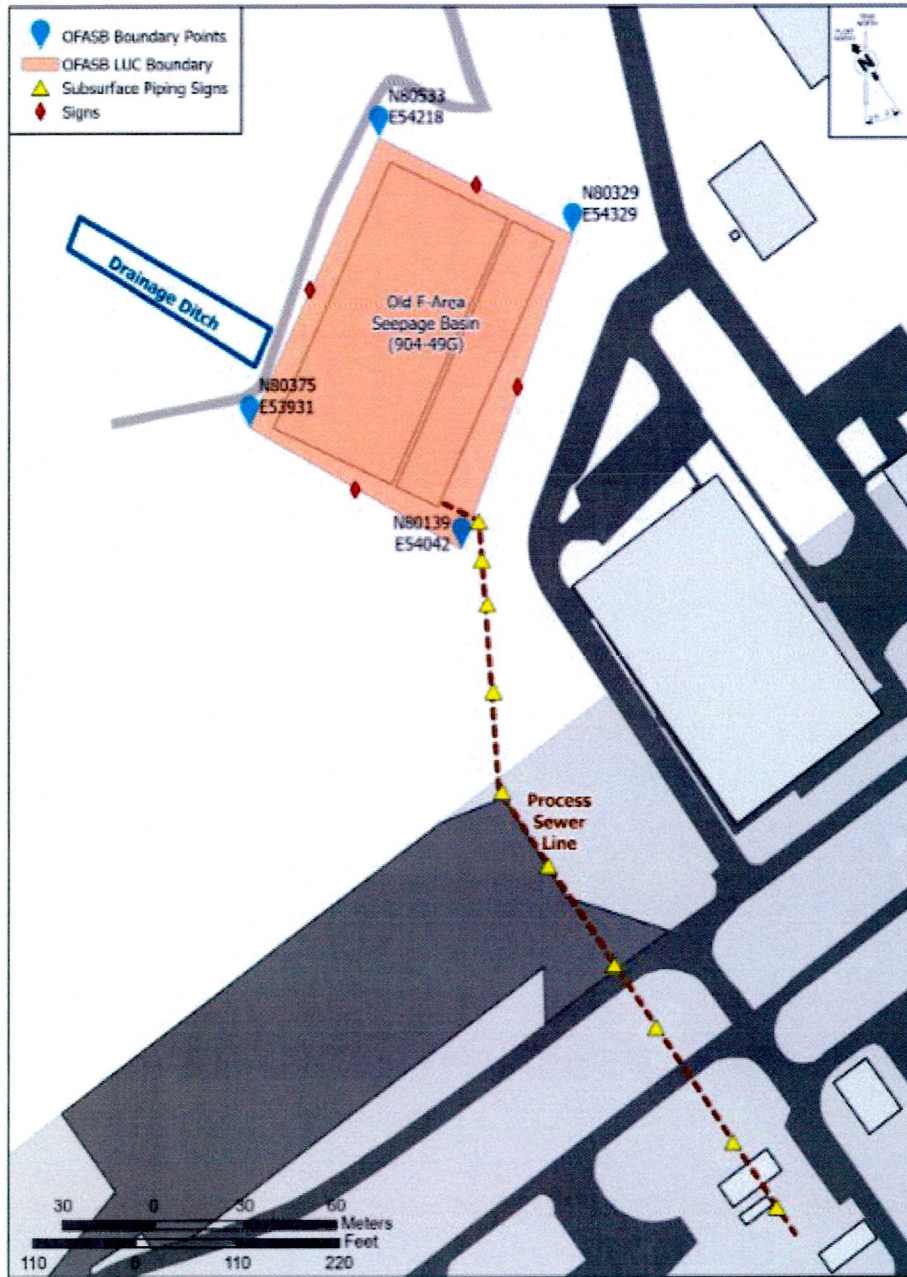 OFASB Boundary Points
OFASB LUC Boundary
Subsurface Piping Signs
Signs
N
N80533
E54218
N80329
E54329
Drainage Ditch
Old F-Area
Seepage Basin
(904-49G)
N80375
E53931
N80139
E54042
Process
Sewer
Line
30 0 30 60
Meters
Feet
110 0 110 220